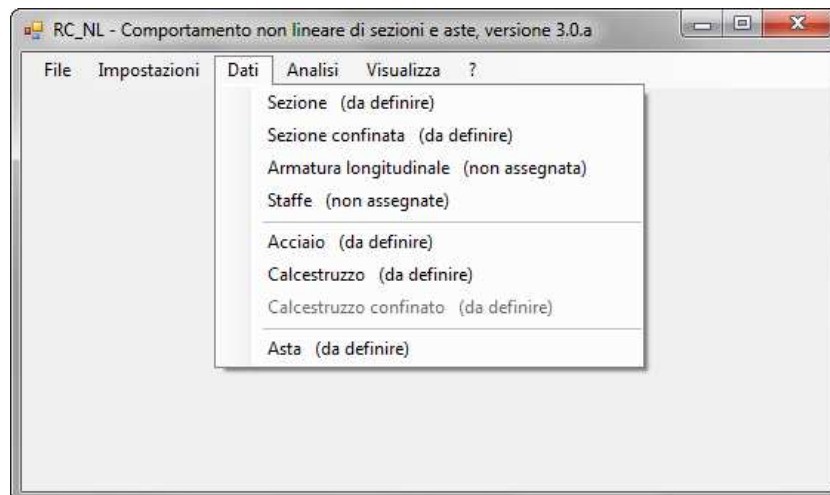 RC_NL - Comportamento non lineare di sezioni e aste, versione 3.0.a
File Impostazioni Dati Analisi Visualizza ?
Sezione (da definire)
Sezione confinata (da definire)
Armatura longitudinale (non assegnata)
Staffe (non assegnate)
Acciaio (da definire)
Calcestruzzo (da definire)
Calcestruzzo confinato (da definire)
Asta (da definire)